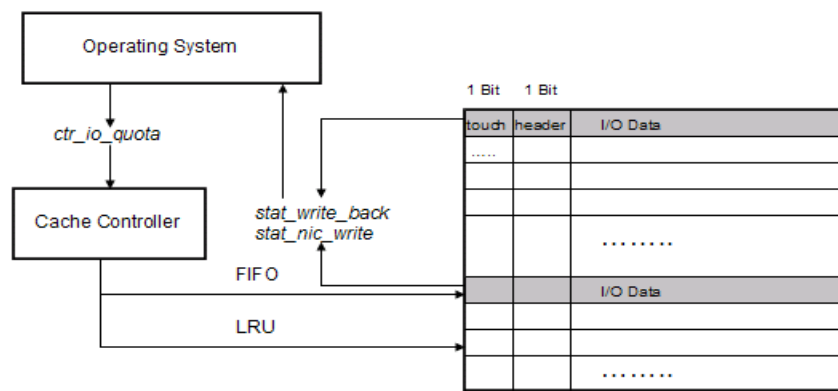 Operating System
1 Bit 1 Bit
touch header I/O Data
.....
ctr_io_quota
Cache Controller
stat_write_back
stat_nic_write
........
FIFO
I/O Data
LRU
........